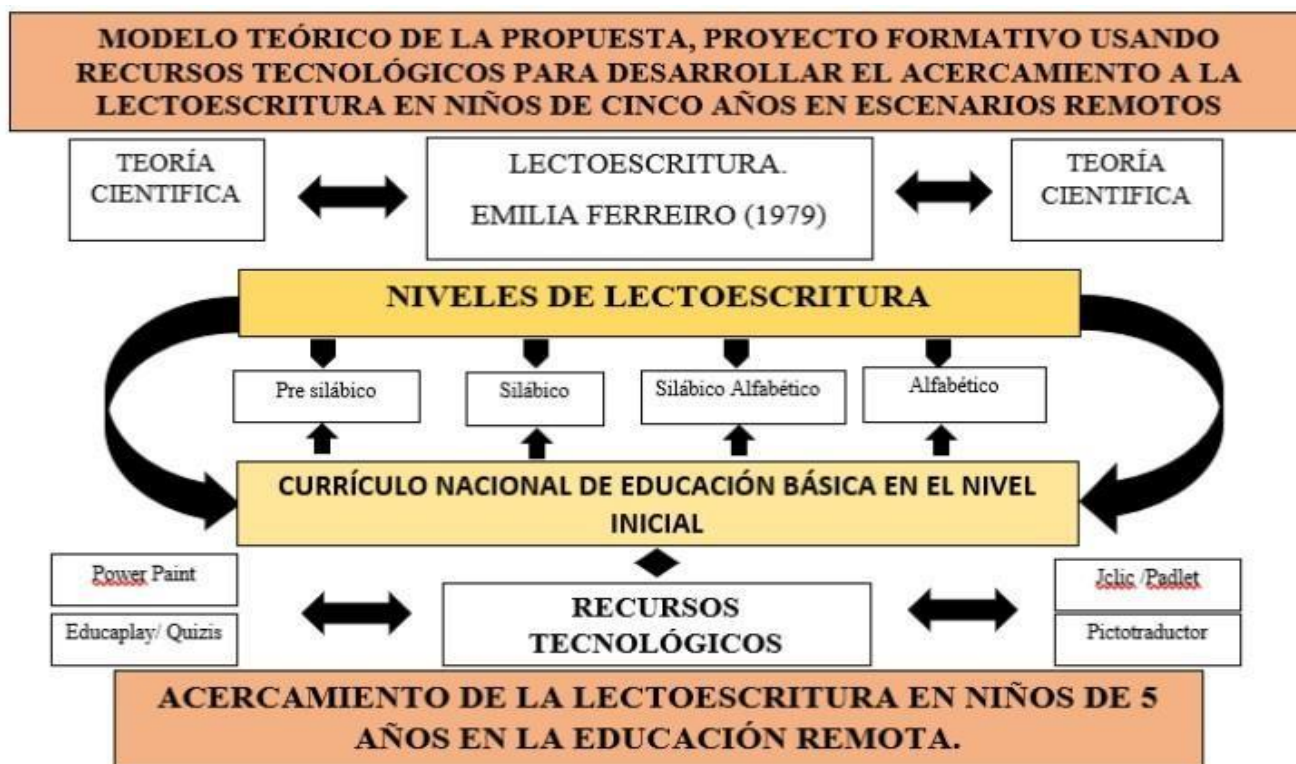 MODELO TEÓRICO DE LA PROPUESTA, PROYECTO FORMATIVO USANDO
RECURSOS TECNOLÓGICOS PARA DESARROLLAR EL ACERCAMIENTO A LA
LECTOESCRITURA EN NIÑOS DE CINCO AÑOS EN ESCENARIOS REMOTOS
TEORÍA
CIENTIFICA
LECTOESCRITURA.
EMILIA FERREIRO (1979)
TEORÍA
CIENTIFICA
NIVELES DE LECTOESCRITURA
Pre silábico
Silábico
Silábico Alfabético
Alfabético
CURRÍCULO NACIONAL DE EDUCACIÓN BÁSICA EN EL NIVEL
INICIAL
Power Paint
Educaplay/ Quizis
RECURSOS
TECNOLÓGICOS
Jclic /Padlet
Pictotraductor
ACERCAMIENTO DE LA LECTOESCRITURA EN NIÑOS DE 5
AÑOS EN LA EDUCACIÓN REMOTA.